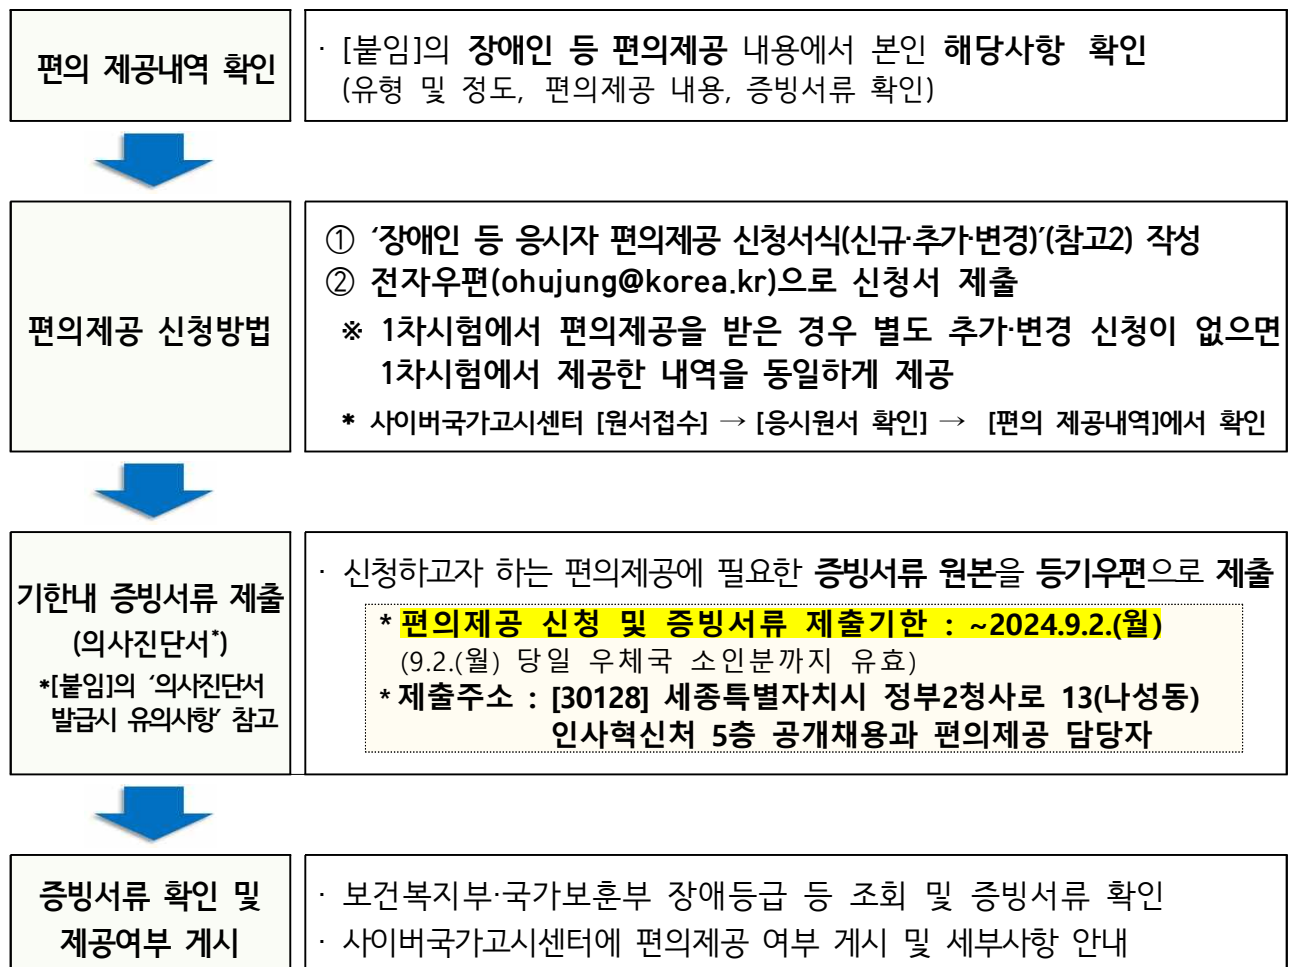 편의 제공내역 확인
· [붙임]의 장애인 등 편의제공 내용에서 본인 해당사항 확인
(유형 및 정도, 편의제공 내용, 증빙서류 확인)
편의제공 신청방법
① ‘장애인 등 응시자 편의제공 신청서식(신규·추가·변경)’(참고2) 작성
② 전자우편(ohujung@korea.kr)으로 신청서 제출
※ 1차시험에서 편의제공을 받은 경우 별도 추가·변경 신청이 없으면
1차시험에서 제공한 내역을 동일하게 제공
* 사이버국가고시센터 [원서접수] → [응시원서 확인] → [편의 제공내역]에서 확인
기한내 증빙서류 제출
(의사진단서*)
*[붙임]의 ‘의사진단서
발급시 유의사항’ 참고
· 신청하고자 하는 편의제공에 필요한 증빙서류 원본을 등기우편으로 제출
* 편의제공 신청 및 증빙서류 제출기한 : ~2024.9.2.(월)
(9.2.(월) 당일 우체국 소인분까지 유효)
* 제출주소 : [30128] 세종특별자치시 정부2청사로 13(나성동)
인사혁신처 5층 공개채용과 편의제공 담당자
증빙서류 확인 및
제공여부 게시
· 보건복지부·국가보훈부 장애등급 등 조회 및 증빙서류 확인
· 사이버국가고시센터에 편의제공 여부 게시 및 세부사항 안내